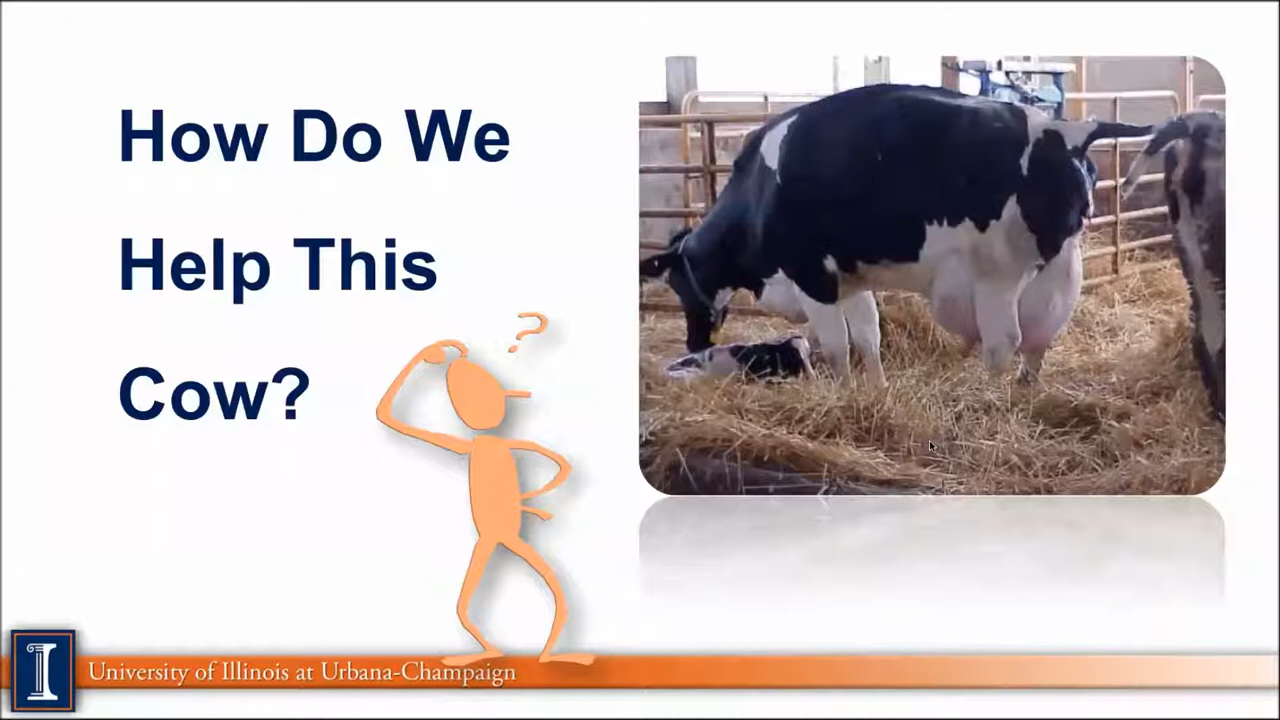 How Do We
Help This
Cow?
?
I
University of Illinois at Urbana-Champaign